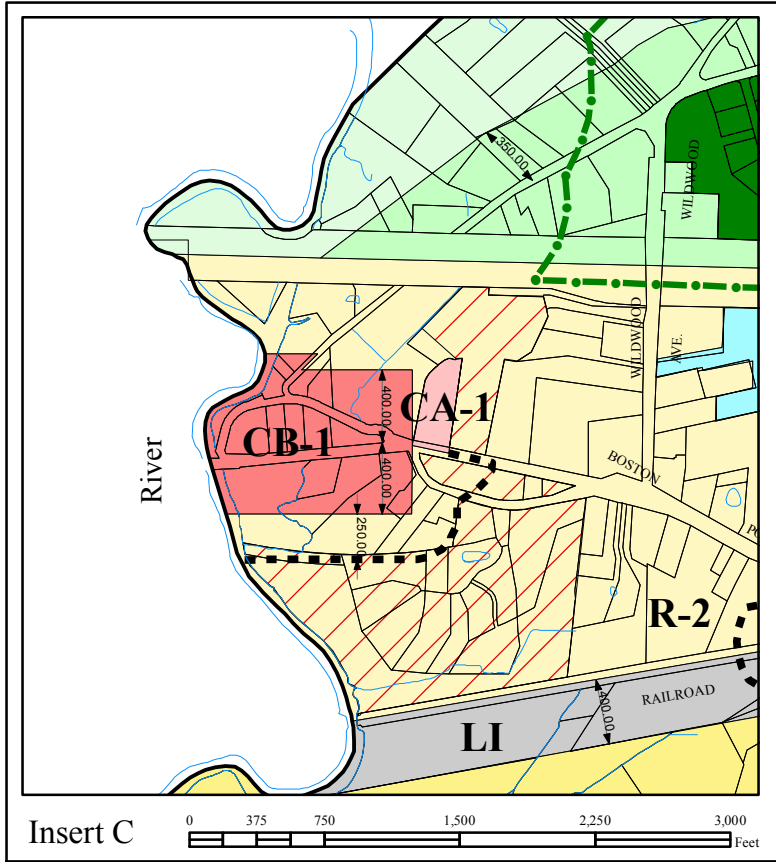 350.00
WILDWOOD
WILDWOOD
AVE.
400.00
CA-1
CB-1
400.00
River
BOSTON
PO
250.00
R-2
RAILROAD
400.00
LI
Insert C
0 375 750 1,500 2,250 3,000
Feet